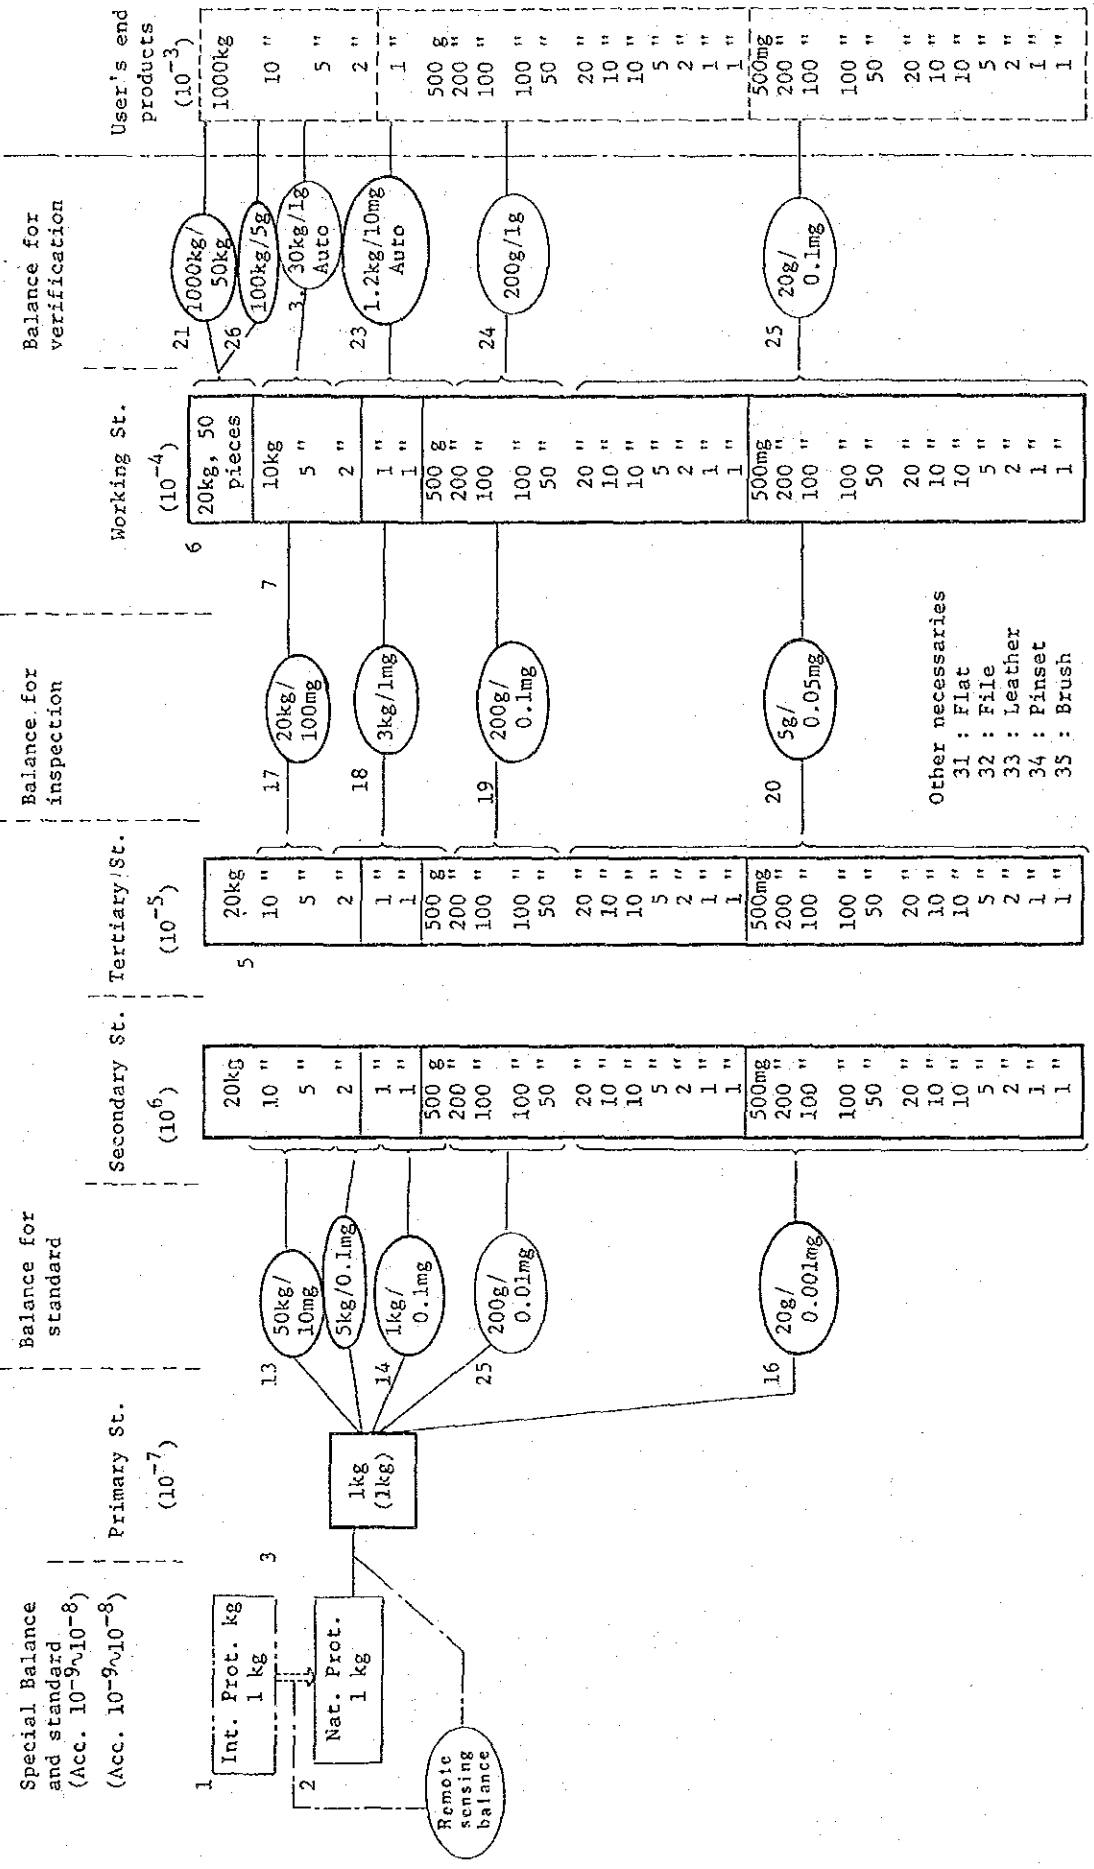 Special Balance
and standard
(Acc. 10⁻⁹~10⁻⁸)
(Acc. 10⁻⁹~10⁻⁸)
1
Int. Prot. kg
1 kg
2
Nat. Prot.
1 kg
Remote
sensing
balance
3
Primary St.
(10⁻⁷)
1kg
(1kg)
Balance for
standard
13
50kg/
10mg
5kg/0.1mg
14
1kg/
0.1mg
25
200g/
0.01mg
16
20g/
0.001mg
Secondary St.
(10⁶)
20kg
10 "
5 "
2 "
1 "
1 "
500 g
200 "
100 "
100 "
50 "
20 "
10 "
10 "
5 "
2 "
1 "
1 "
500mg
200 "
100 "
100 "
50 "
20 "
10 "
10 "
5 "
2 "
1 "
1 "
Tertiary St.
(10⁻⁵)
5
20kg
10 "
5 "
2 "
1 "
1 "
500 g
200 "
100 "
100 "
50 "
20 "
10 "
10 "
5 "
2 "
1 "
1 "
500mg
200 "
100 "
100 "
50 "
20 "
10 "
10 "
5 "
2 "
1 "
1 "
Balance for
inspection
17
20kg/
100mg
18
3kg/1mg
19
200g/
0.1mg
20
5g/
0.05mg
Other necessaries
31 : Flat
32 : File
33 : Leather
34 : Pinset
35 : Brush
Working St.
(10⁻⁴)
6
7
20kg, 50
pieces
10kg
5 "
2 "
1 "
1 "
500 g
200 "
100 "
100 "
50 "
20 "
10 "
10 "
5 "
2 "
1 "
1 "
500mg
200 "
100 "
100 "
50 "
20 "
10 "
10 "
5 "
2 "
1 "
1 "
Balance for
verification
21
1000kg/
50kg
26
100kg/5g
3.
30kg/1g
Auto
23
1.2kg/10mg
Auto
24
200g/1g
25
20g/
0.1mg
User's end
products
(10⁻³)
1000kg
10 "
5 "
2 "
1 "
500 g
200 "
100 "
100 "
50 "
20 "
10 "
10 "
5 "
2 "
1 "
1 "
500mg
200 "
100 "
100 "
50 "
20 "
10 "
10 "
5 "
2 "
1 "
1 "